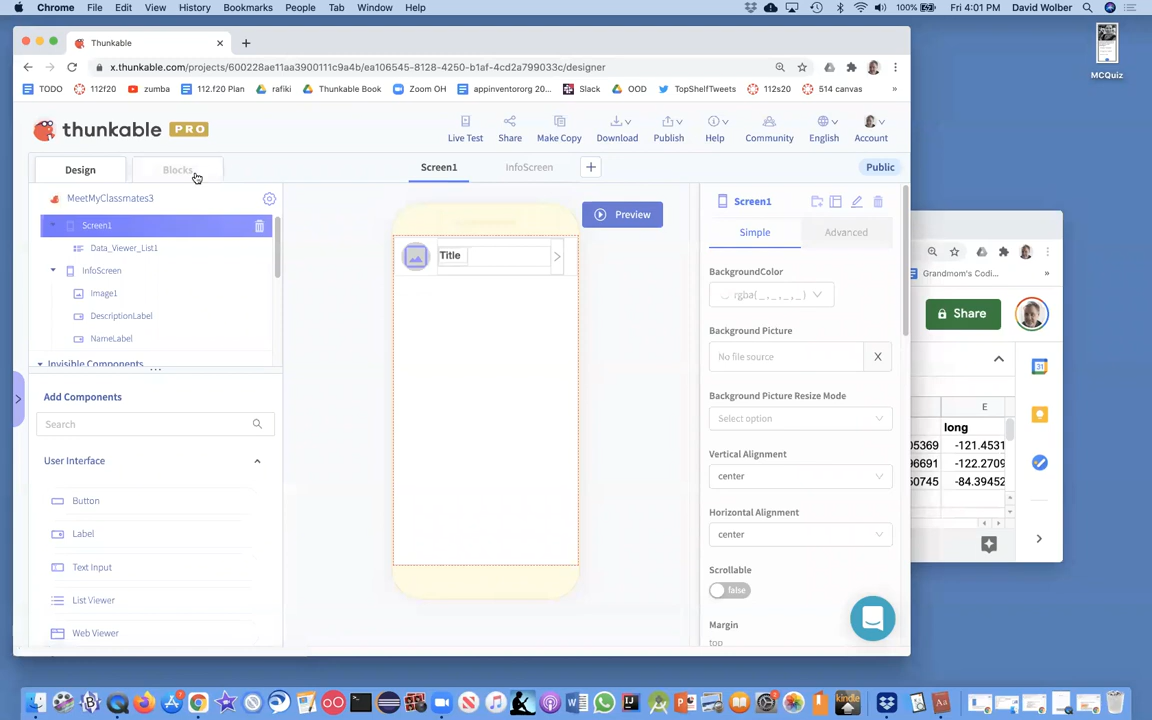 Chrome File Edit View History Bookmarks People Tab Window Help 100% Fri 4:01 PM David Wolber
Thunkable
x.thunkable.com/projects/600228ae11aa3900111c9a4b/ea106545-8128-4250-b1af-4cd2a799033c/designer
TODO 112f20 zumba 112.f20 Plan rafiki Thunkable Book Zoom OH appinventororg 20... Slack OOD TopShelfTweets 112s20 514 canvas »
MCQuiz
thunkable PRO
Live Test Share Make Copy Download Publish Help Community English Account
Design Blocks Screen1 InfoScreen + Public
MeetMyClassmates3
Screen1
Data_Viewer_List1
InfoScreen
Image1
DescriptionLabel
NameLabel
Invisible Components
Add Components
Search
User Interface
Button
Label
Text Input
List Viewer
Web Viewer
Title
Preview
Screen1
Simple Advanced
BackgroundColor
rgba(_,_,_,_)
Background Picture
No file source X
Background Picture Resize Mode
Select option
Vertical Alignment
center
Horizontal Alignment
center
Scrollable
false
Margin
top
Grandmom's Codi... »
Share
E
long
05369 -121.4531
96691 -122.2709
50745 -84.39452
31